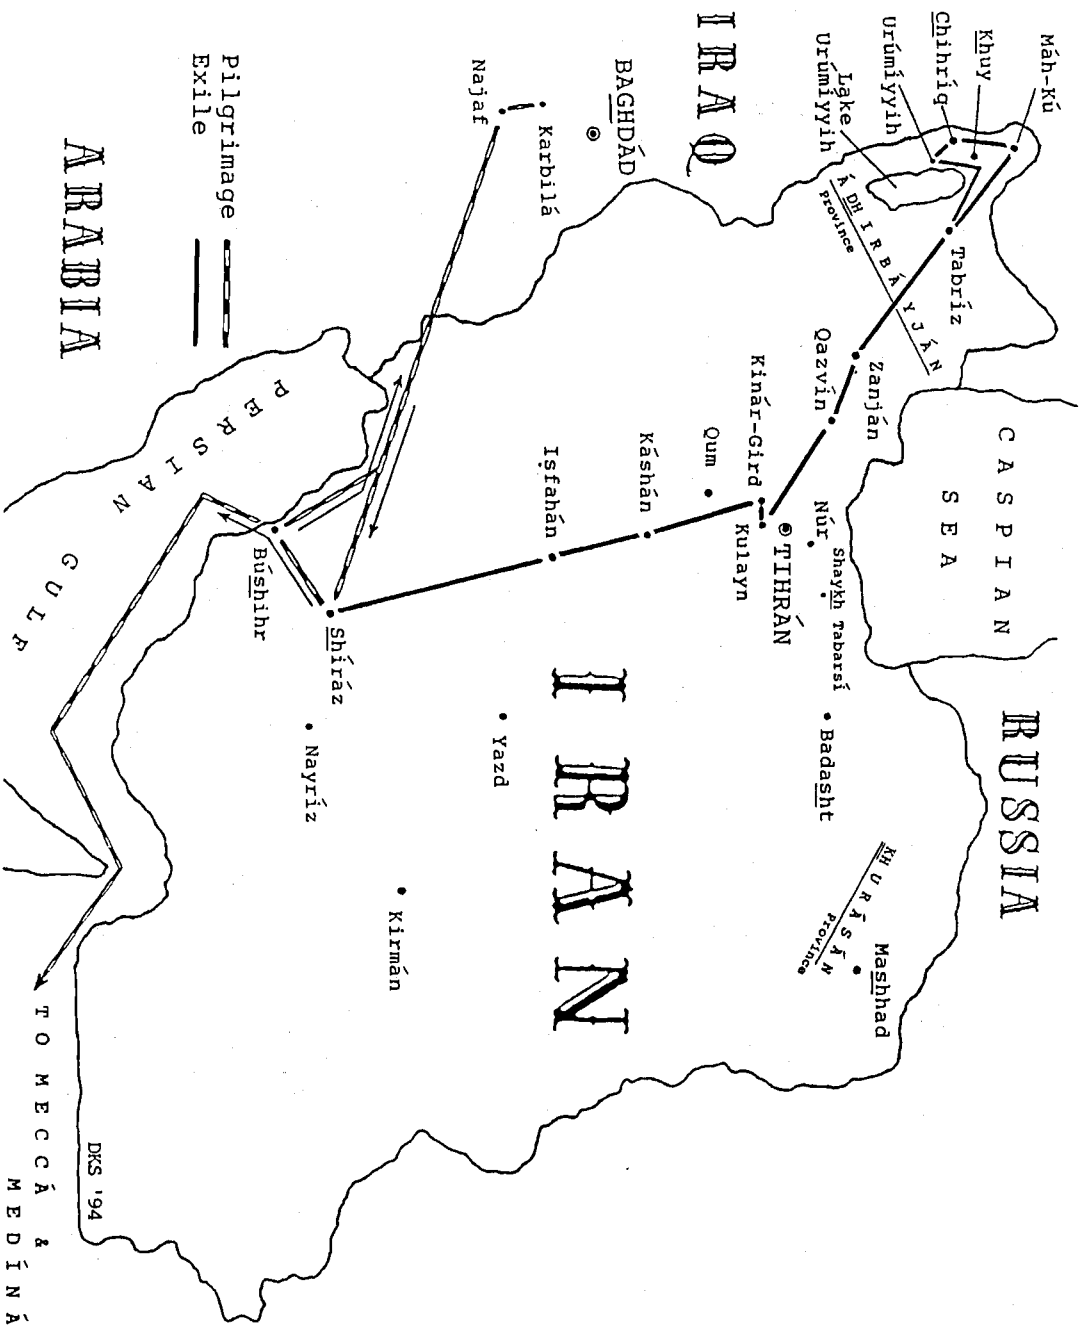 RUSSIA
CASPIAN
SEA
Máh-Kú
Khuy
Chihríq
Urúmíyyih
Lake
Urúmíyyih
Tabríz
ÁDHIRBÁYJÁN
Province
Zanján
Qazvín
Kinár-Gird
Kulayn
TIHRÁN
Núr
Shaykh Tabarsí
Badasht
KHURÁSÁN
Province
Mashhad
Qum
Káshán
Iṣfahán
IRAN
Yazd
Kirmán
Nayríz
Shíráz
Búshihr
IRAQ
BAGHDÁD
Karbilá
Najaf
Pilgrimage
Exile
ARABIA
PERSIAN
GULF
DKS '94
TO MECCÁ &
MEDÍNÁ